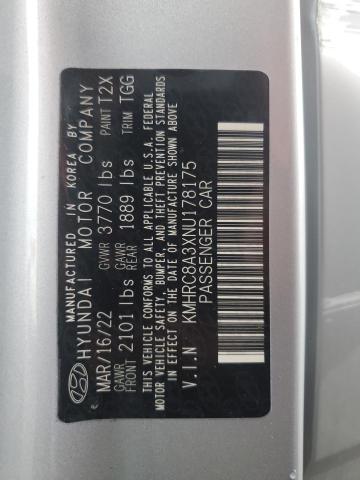 MANUFACTURED IN KOREA BY
HYUNDAI MOTOR COMPANY
MAR/16/22 GVWR 3770 lbs PAINT T2X
GAWR FRONT 2101 lbs GAWR REAR 1889 lbs TRIM TGG
THIS VEHICLE CONFORMS TO ALL APPLICABLE U.S.A. FEDERAL
MOTOR VEHICLE SAFETY, BUMPER, AND THEFT PREVENTION STANDARDS
IN EFFECT ON THE DATE OF MANUFACTURE SHOWN ABOVE
V.I.N KMHRC8A3XNU178175
PASSENGER CAR